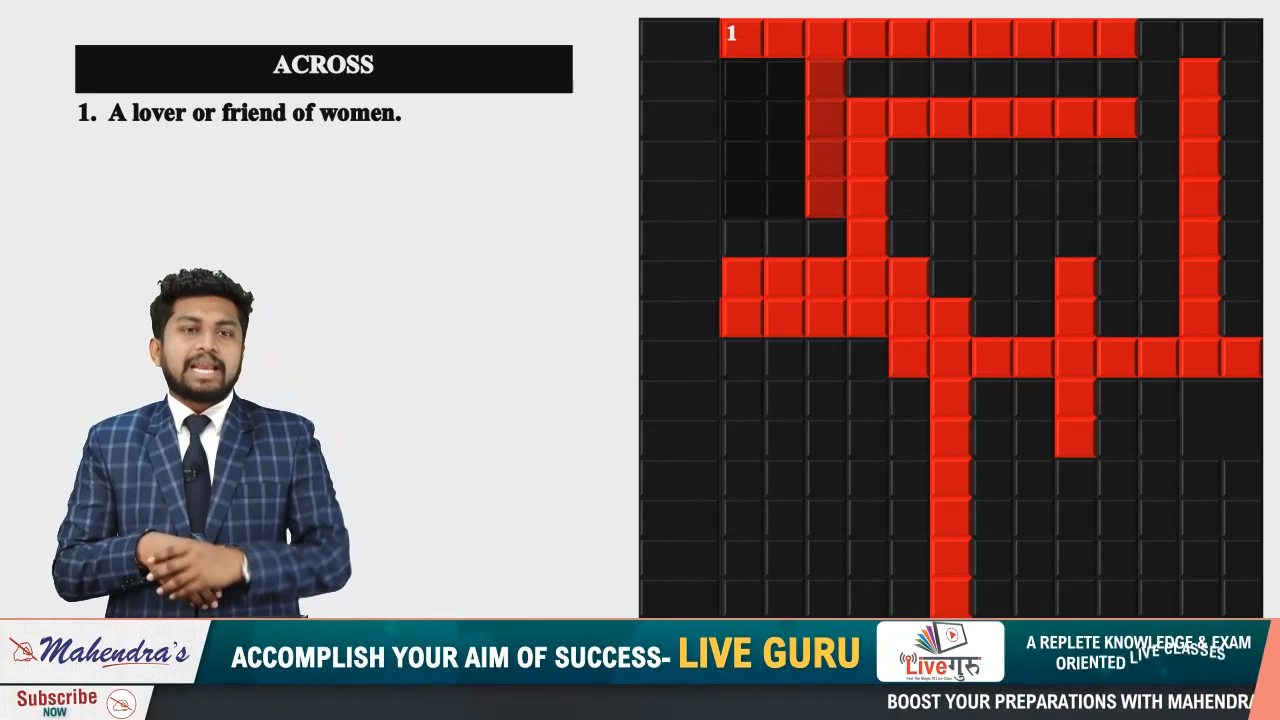 ACROSS
1. A lover or friend of women.
1
Mahendra's
ACCOMPLISH YOUR AIM OF SUCCESS- LIVE GURU
Liveगुरु
A REPLETE KNOWLEDGE & EXAM
ORIENTED LIVE CLASSES
Subscribe
NOW
BOOST YOUR PREPARATIONS WITH MAHENDRA